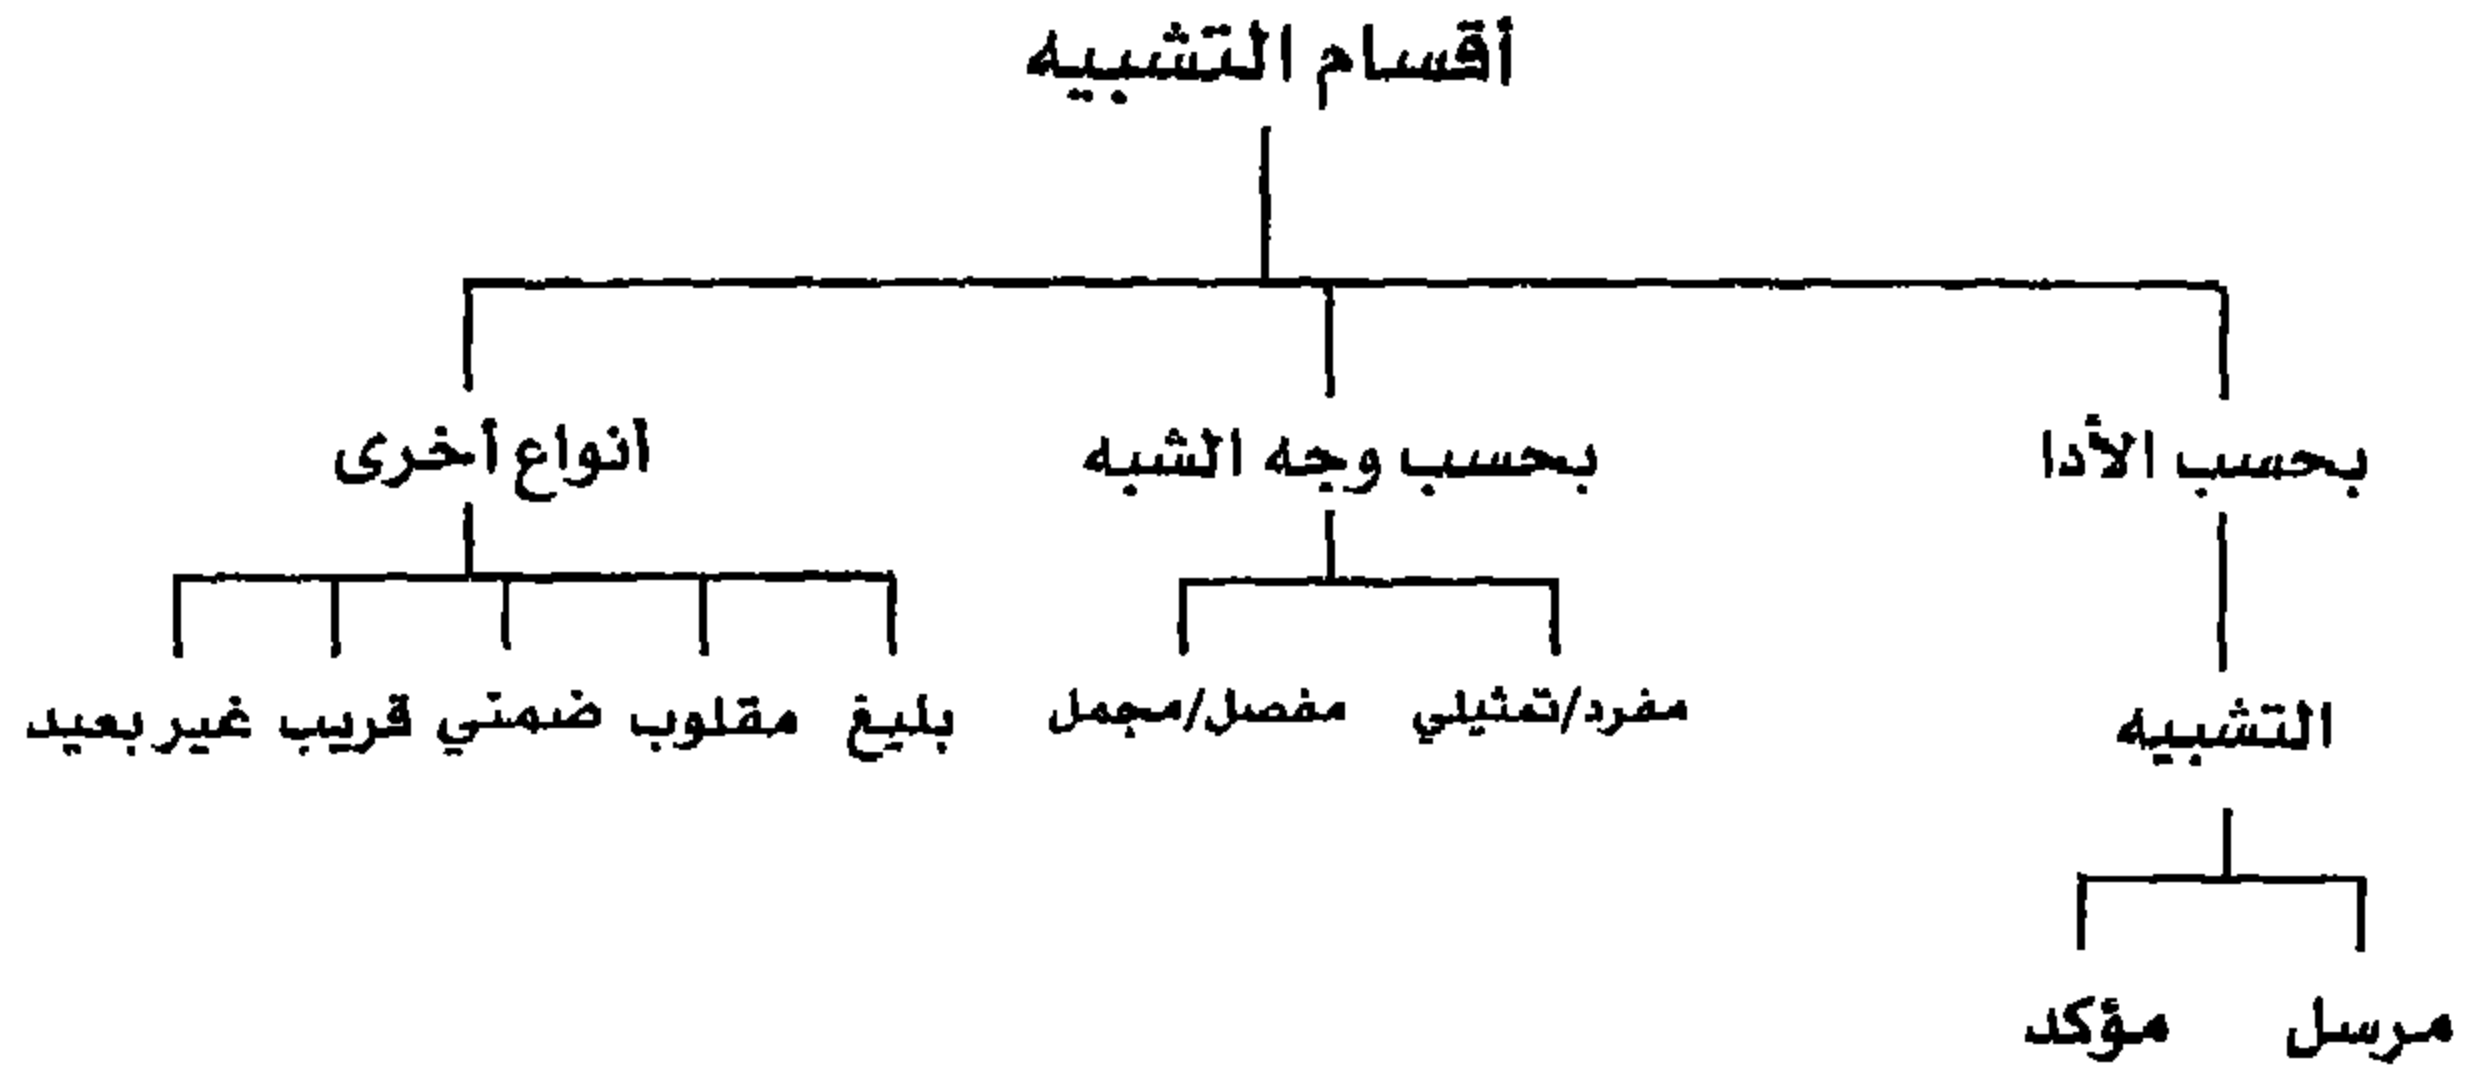 أقسام التشبيه
بحسب الأدا بحسب وجه الشبه أنواع أخرى
مفرد/تمثيلي مفصل/مجمل
التشبيه بليغ مقلوب ضمني قريب غير بعيد
مرسل مؤكد